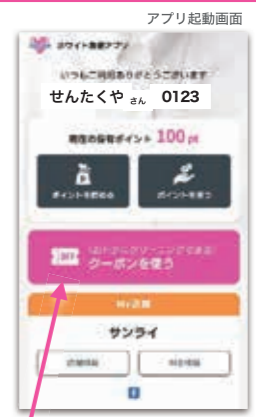 アプリ起動画面
ホワイト急便アプリ
いつもご利用ありがとうございます
せんたくや さん 0123
現在の保有ポイント 100 pt
ポイントを貯める
ポイントを使う
クーポンを使う
My店舗
サンライ
店舗情報